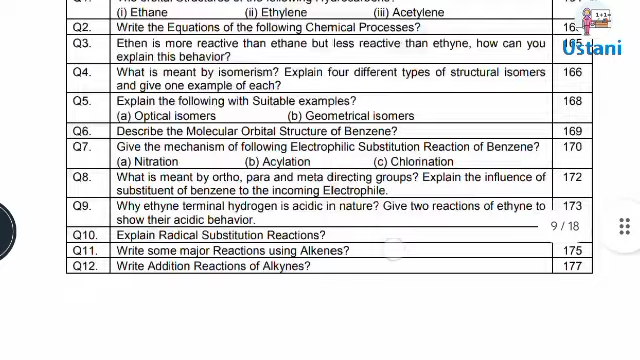 (i) Ethane (ii) Ethylene (iii) Acetylene
Q2. Write the Equations of the following Chemical Processes?
Q3. Ethen is more reactive than ethane but less reactive than ethyne, how can you 165
explain this behavior?
Ustani
Q4. What is meant by isomerism? Explain four different types of structural isomers 166
and give one example of each?
Q5. Explain the following with Suitable examples? 168
(a) Optical isomers (b) Geometrical isomers
Q6. Describe the Molecular Orbital Structure of Benzene? 169
Q7. Give the mechanism of following Electrophilic Substitution Reaction of Benzene? 170
(a) Nitration (b) Acylation (c) Chlorination
Q8. What is meant by ortho, para and meta directing groups? Explain the influence of 172
substituent of benzene to the incoming Electrophile.
Q9. Why ethyne terminal hydrogen is acidic in nature? Give two reactions of ethyne to 173
show their acidic behavior.
9 / 18
Q10. Explain Radical Substitution Reactions?
Q11. Write some major Reactions using Alkenes? 175
Q12. Write Addition Reactions of Alkynes? 177